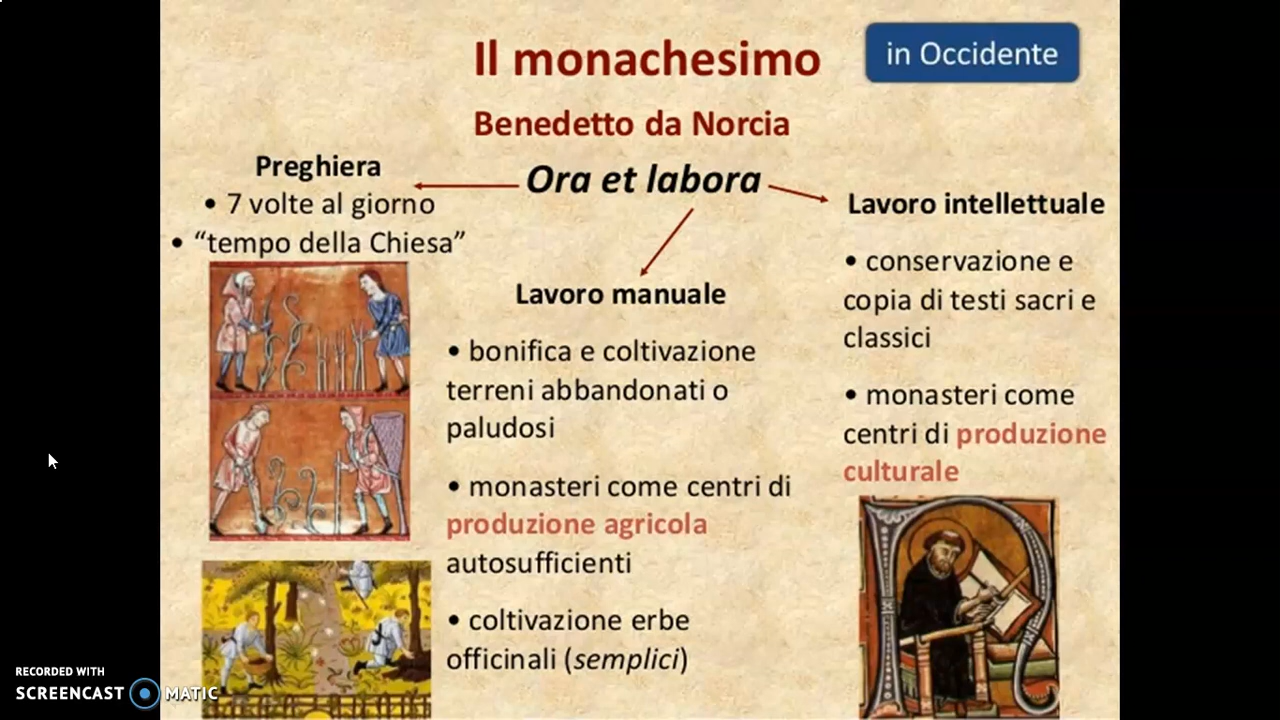 Il monachesimo
in Occidente
Benedetto da Norcia
Ora et labora
Preghiera
• 7 volte al giorno
• “tempo della Chiesa”
Lavoro manuale
• bonifica e coltivazione
terreni abbandonati o
paludosi
• monasteri come centri di
produzione agricola
autosufficienti
• coltivazione erbe
officinali (semplici)
Lavoro intellettuale
• conservazione e
copia di testi sacri e
classici
• monasteri come
centri di produzione
culturale
RECORDED WITH
SCREENCAST MATIC